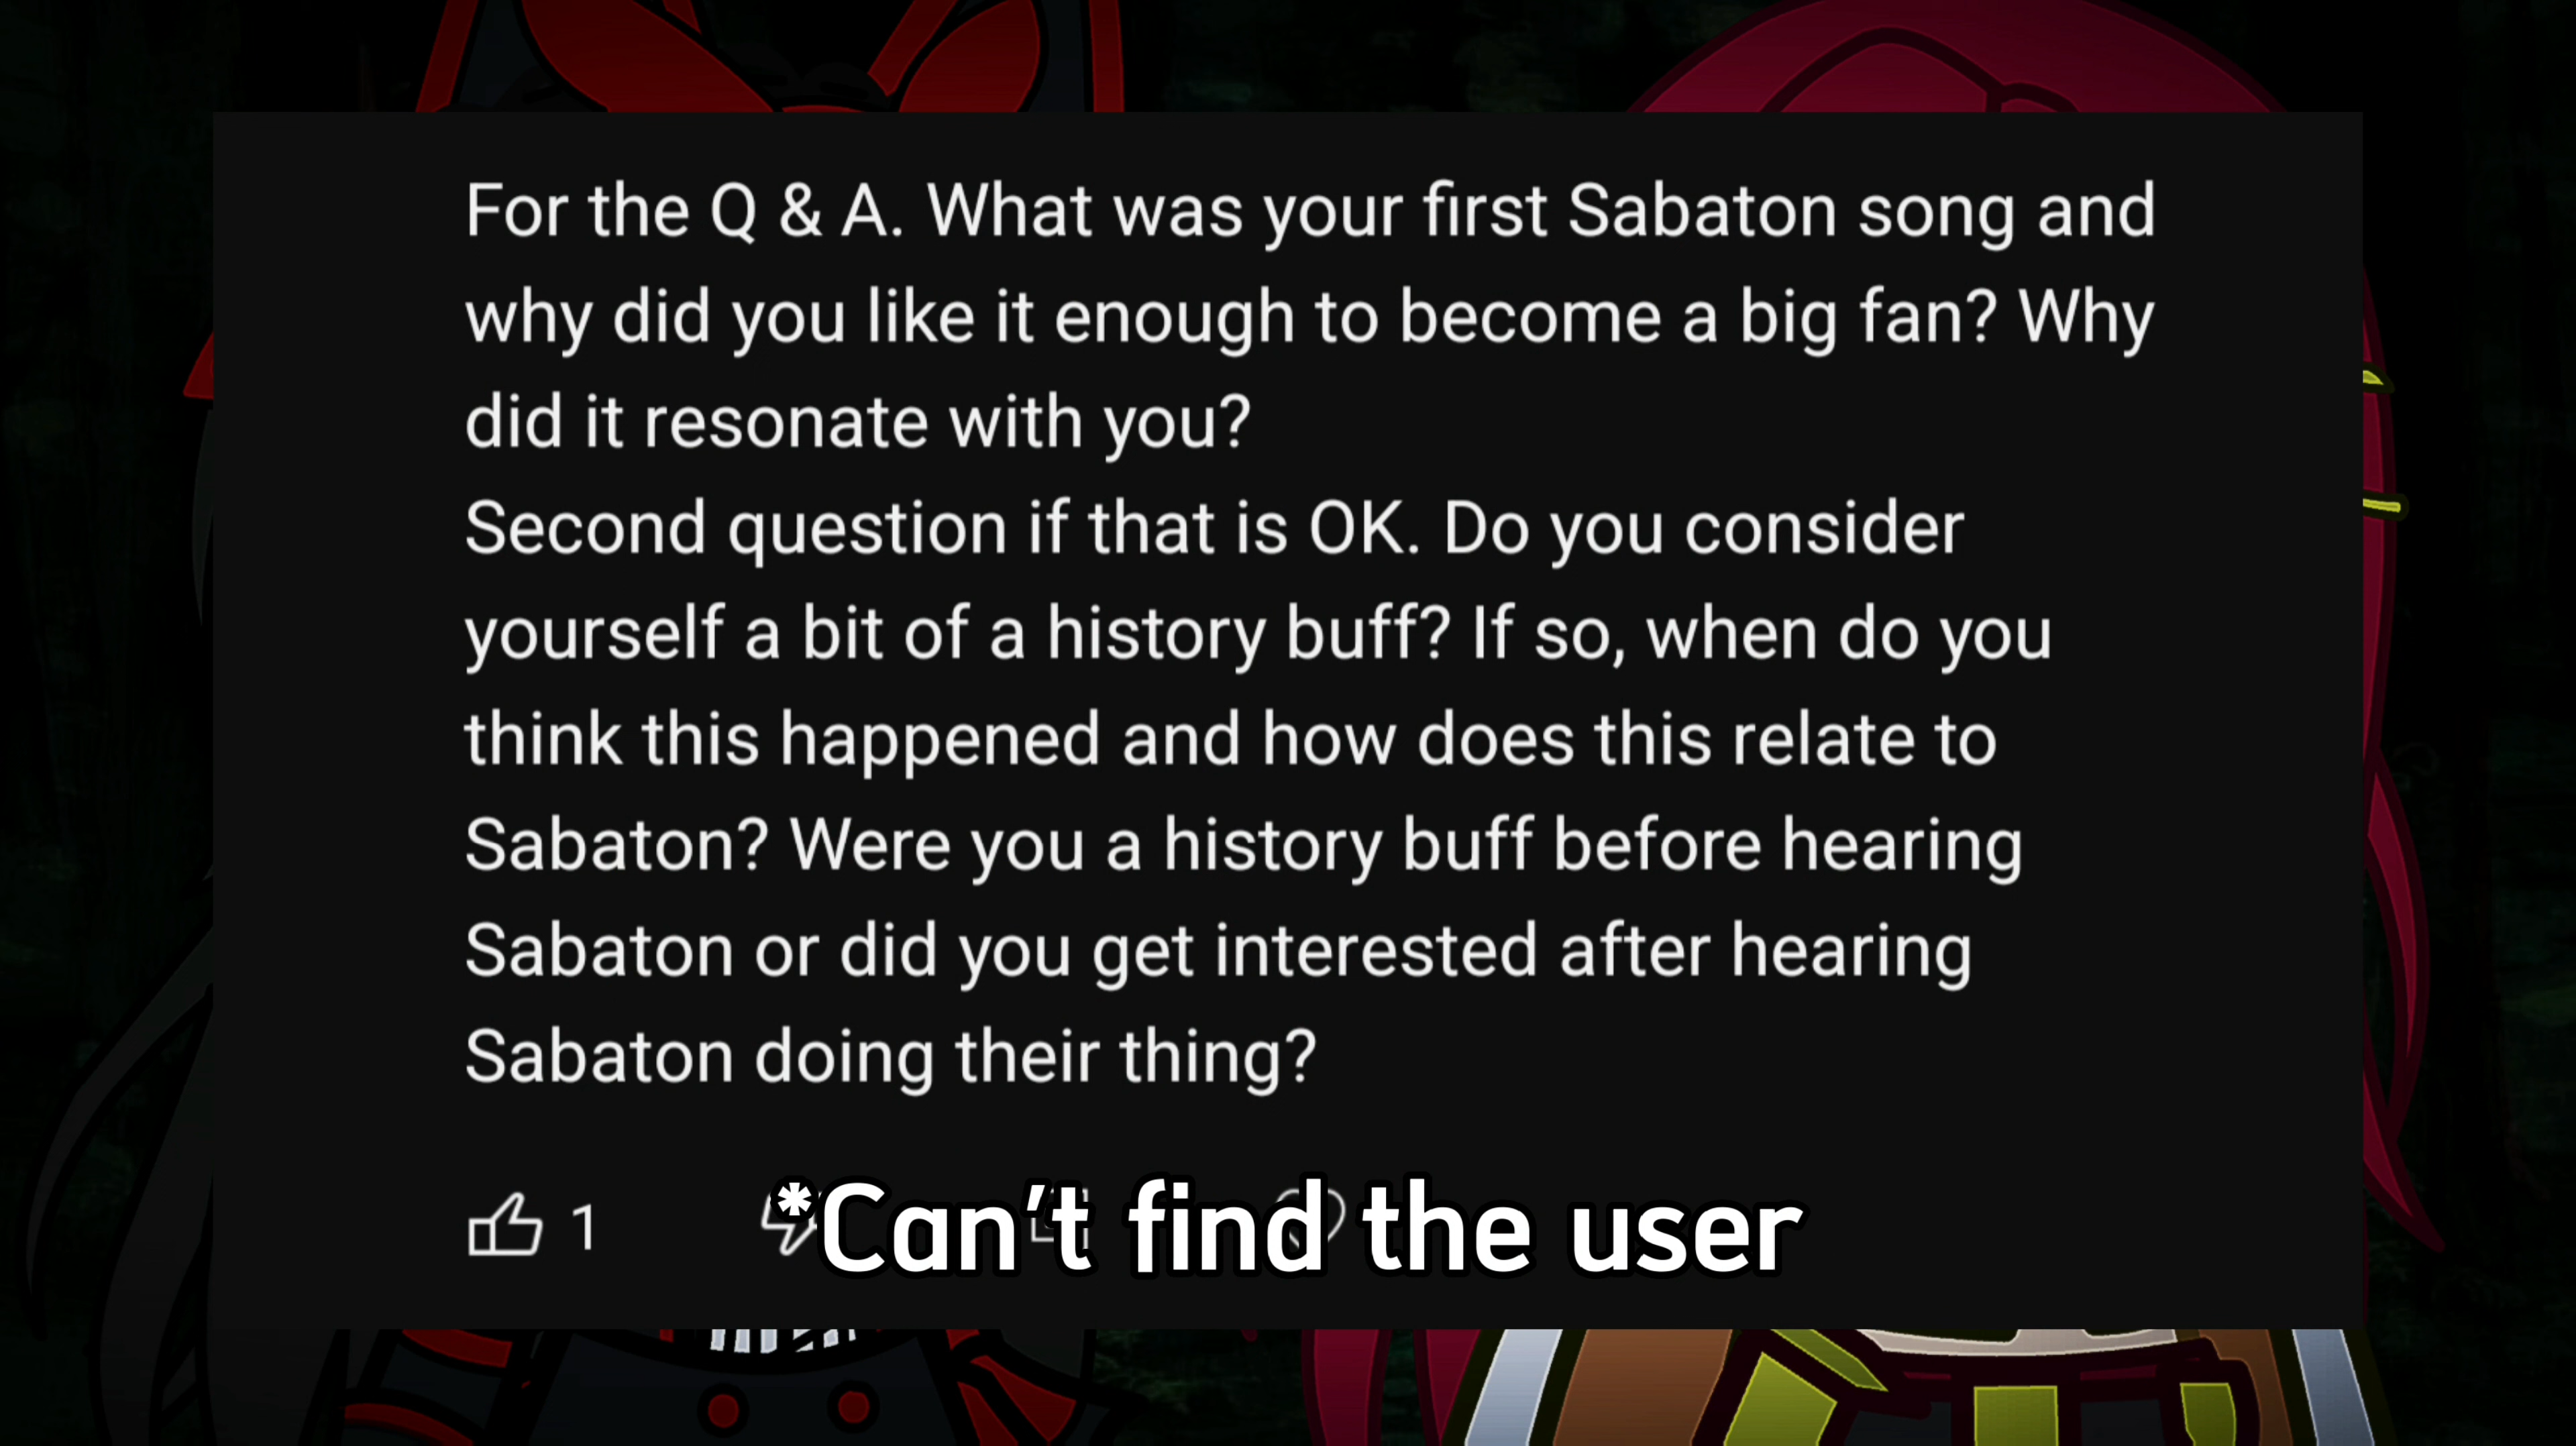 For the Q & A. What was your first Sabaton song and
why did you like it enough to become a big fan? Why
did it resonate with you?
Second question if that is OK. Do you consider
yourself a bit of a history buff? If so, when do you
think this happened and how does this relate to
Sabaton? Were you a history buff before hearing
Sabaton or did you get interested after hearing
Sabaton doing their thing?
1
*Can't find the user